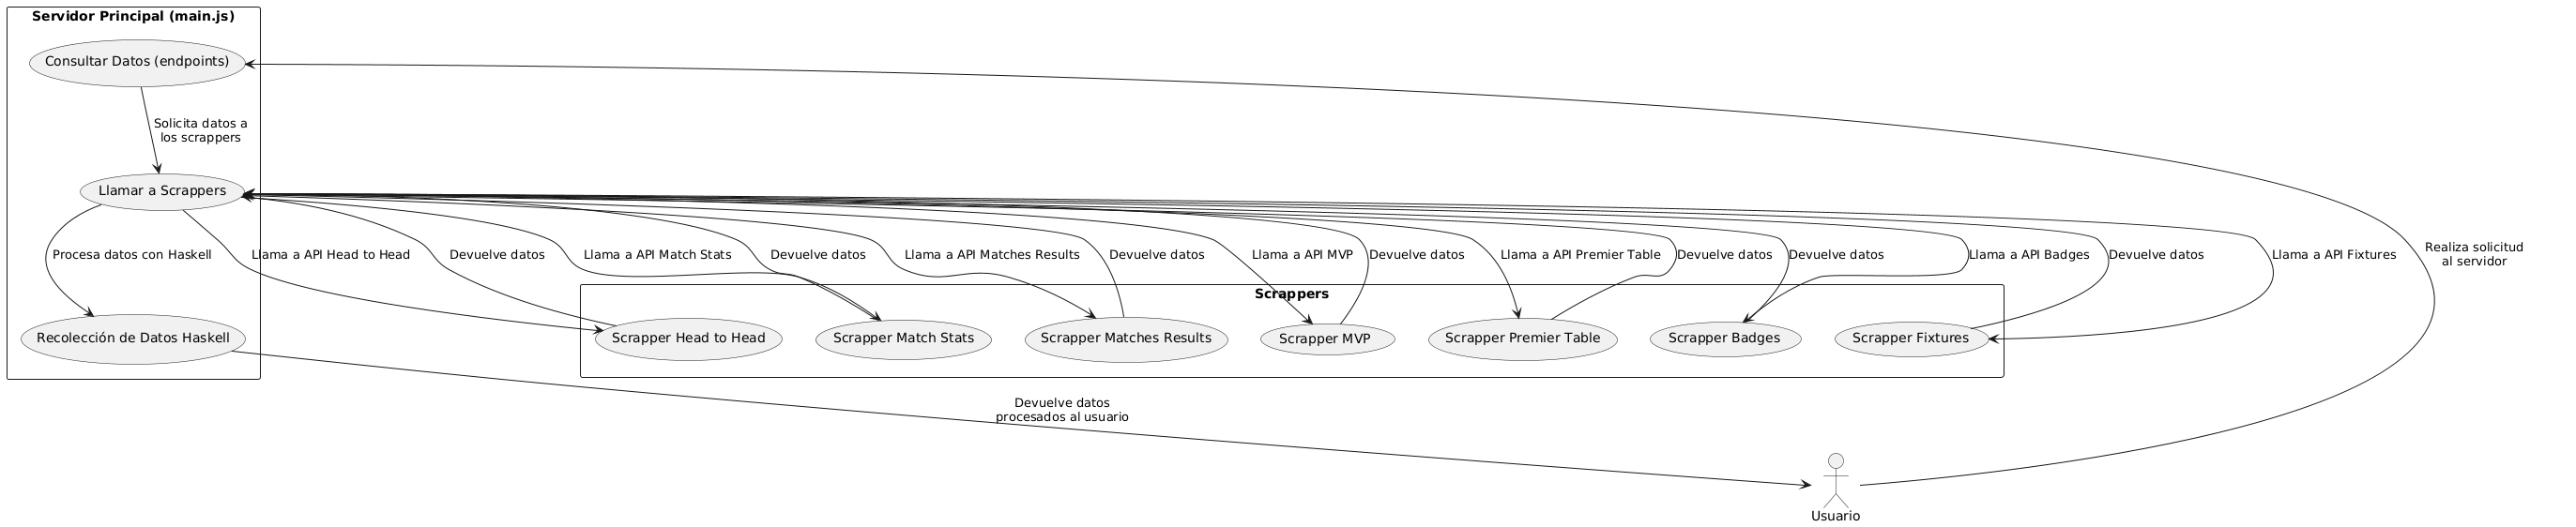 Servidor Principal (main.js)
Consultar Datos (endpoints)
Solicita datos a
los scrappers
Llamar a Scrappers
Procesa datos con Haskell
Llama a API Head to Head
Devuelve datos
Llama a API Match Stats
Devuelve datos
Llama a API Matches Results
Devuelve datos
Llama a API MVP
Devuelve datos
Llama a API Premier Table
Devuelve datos
Devuelve datos
Llama a API Badges
Devuelve datos
Llama a API Fixtures
Realiza solicitud
al servidor
Scrappers
Recolección de Datos Haskell
Scrapper Head to Head
Scrapper Match Stats
Scrapper Matches Results
Scrapper MVP
Scrapper Premier Table
Scrapper Badges
Scrapper Fixtures
Devuelve datos
procesados al usuario
Usuario